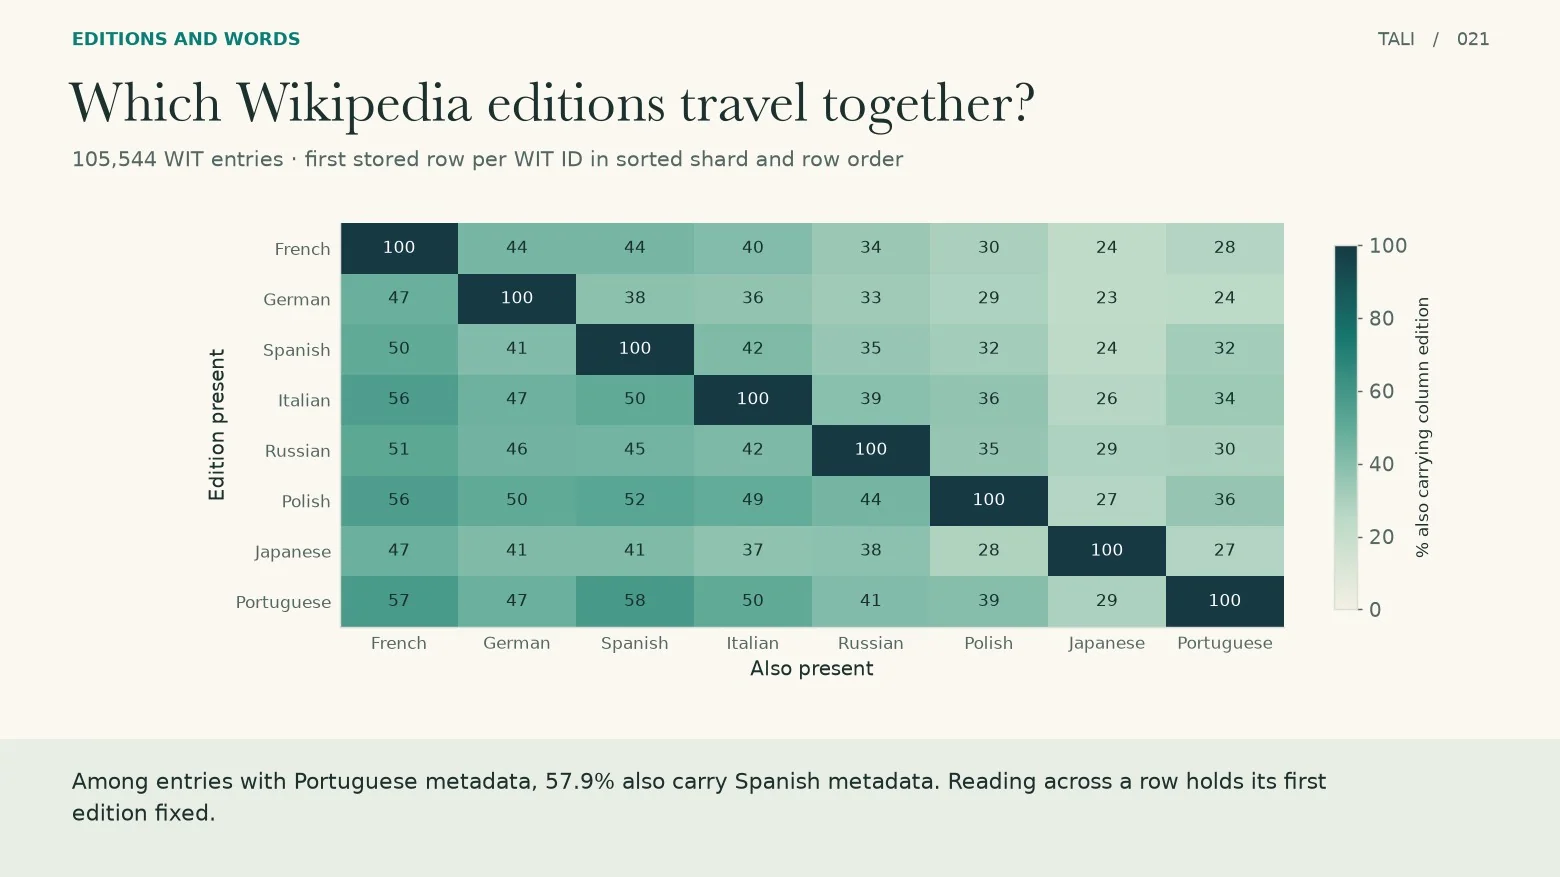 EDITIONS AND WORDS
TALI / 021
Which Wikipedia editions travel together?
105,544 WIT entries · first stored row per WIT ID in sorted shard and row order
Edition present
French 100 44 44 40 34 30 24 28
German 47 100 38 36 33 29 23 24
Spanish 50 41 100 42 35 32 24 32
Italian 56 47 50 100 39 36 26 34
Russian 51 46 45 42 100 35 29 30
Polish 56 50 52 49 44 100 27 36
Japanese 47 41 41 37 38 28 100 27
Portuguese 57 47 58 50 41 39 29 100
French German Spanish Italian Russian Polish Japanese Portuguese
Also present
100
80
60
40
20
0
% also carrying column edition
Among entries with Portuguese metadata, 57.9% also carry Spanish metadata. Reading across a row holds its first
edition fixed.